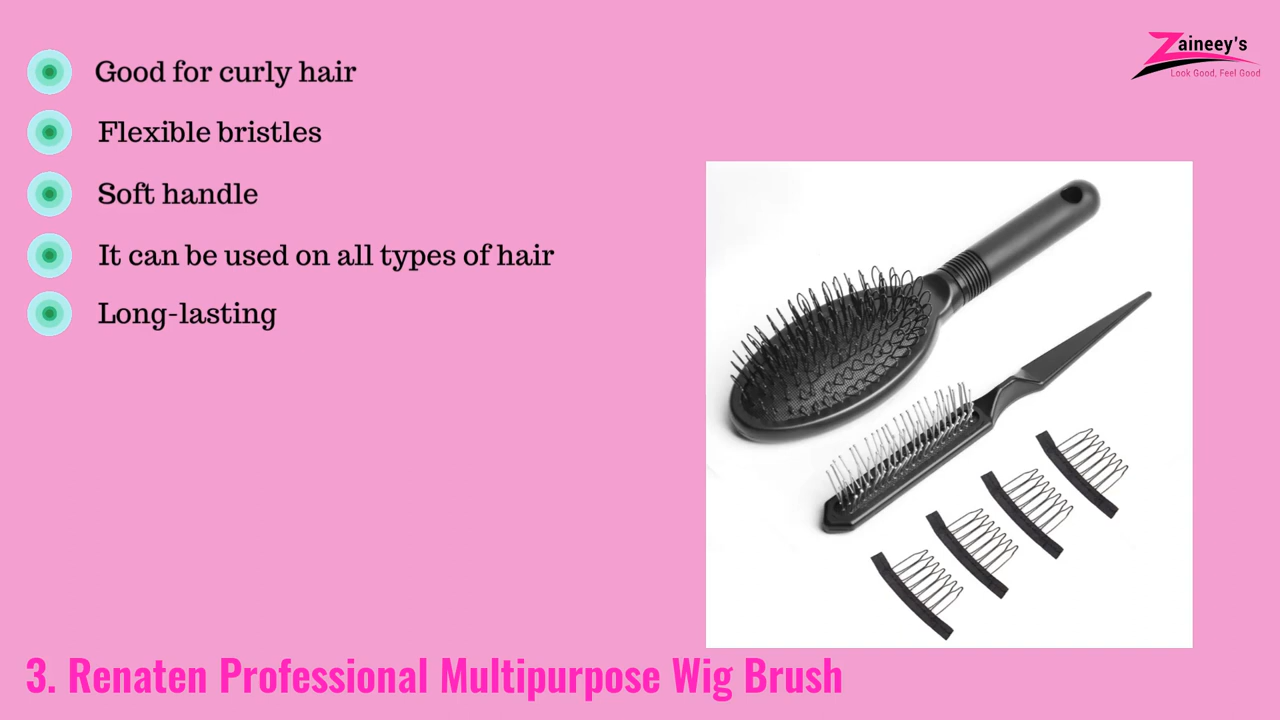 Zaineey's
Look Good, Feel Good
Good for curly hair
Flexible bristles
Soft handle
It can be used on all types of hair
Long-lasting
3. Renaten Professional Multipurpose Wig Brush